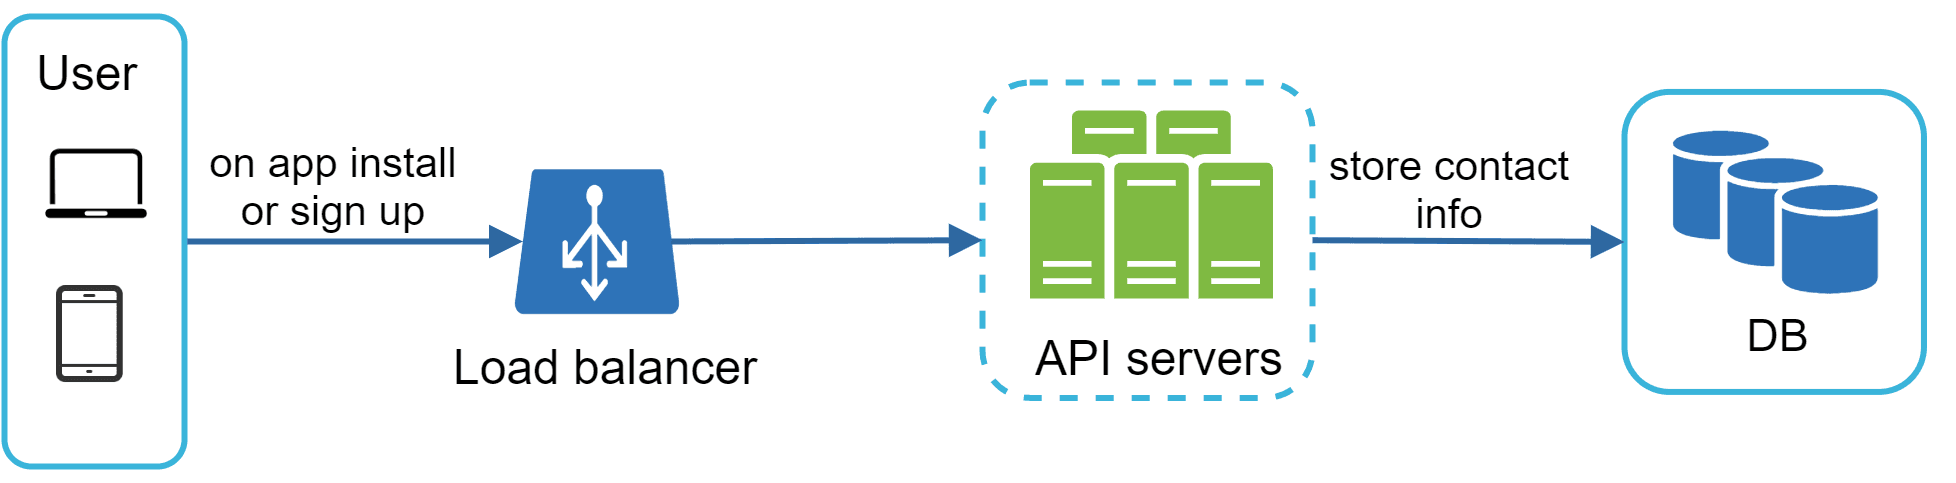 User
on app install
or sign up
Load balancer
API servers
store contact
info
DB